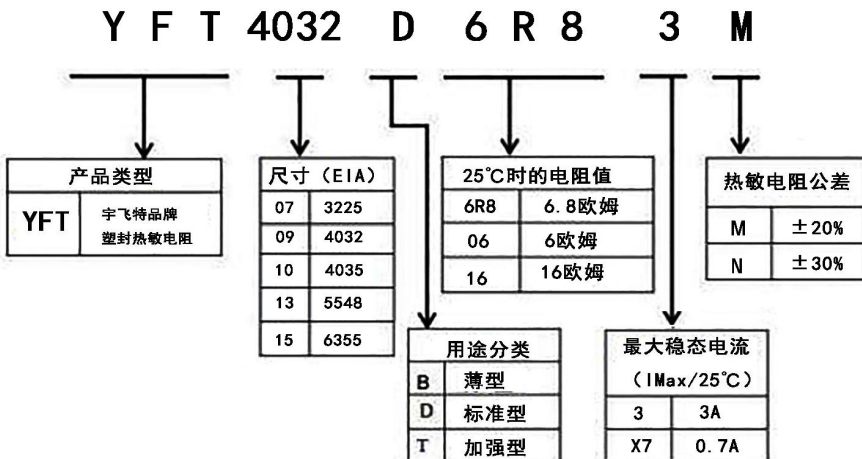 YFT 4032 D 6R8 3 M
产品类型
YFT 宇飞特品牌
塑封热敏电阻
尺寸（EIA）
07 3225
09 4032
10 4035
13 5548
15 6355
25℃时的电阻值
6R8 6.8欧姆
06 6欧姆
16 16欧姆
热敏电阻公差
M ±20%
N ±30%
用途分类
B 薄型
D 标准型
T 加强型
最大稳态电流
（IMax/25℃）
3 3A
X7 0.7A